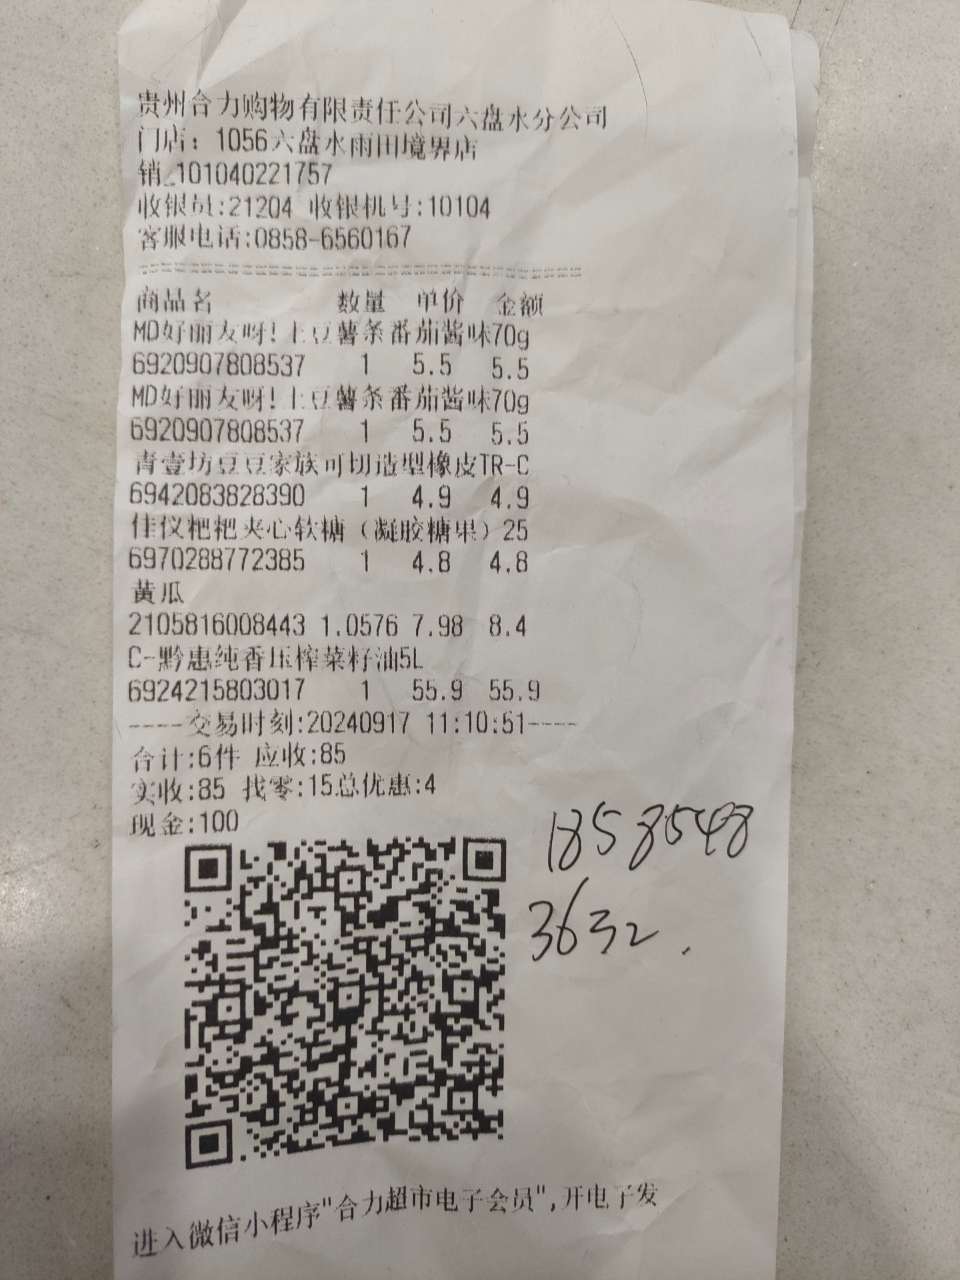 贵州合力购物有限责任公司六盘水分公司
门店：1056六盘水雨田境界店
销_101040221757
收银员:21204 收银机号:10104
客服电话:0858-6560167
==================================
商品名 数量 单价 金额
MD好丽友呀!土豆薯条番茄酱味70g
6920907808537 1 5.5 5.5
MD好丽友呀!土豆薯条番茄酱味70g
6920907808537 1 5.5 5.5
青壹坊豆豆家族可切造型橡皮TR-C
6942083828390 1 4.9 4.9
佳仪粑粑夹心软糖（凝胶糖果）25
6970288772385 1 4.8 4.8
黄瓜
2105816008443 1.0576 7.98 8.4
C-黔惠纯香压榨菜籽油5L
6924215803017 1 55.9 55.9
----交易时刻:20240917 11:10:51----
合计:6件 应收:85
实收:85 找零:15总优惠:4
现金:100
18585498
3632.
进入微信小程序"合力超市电子会员",开电子发